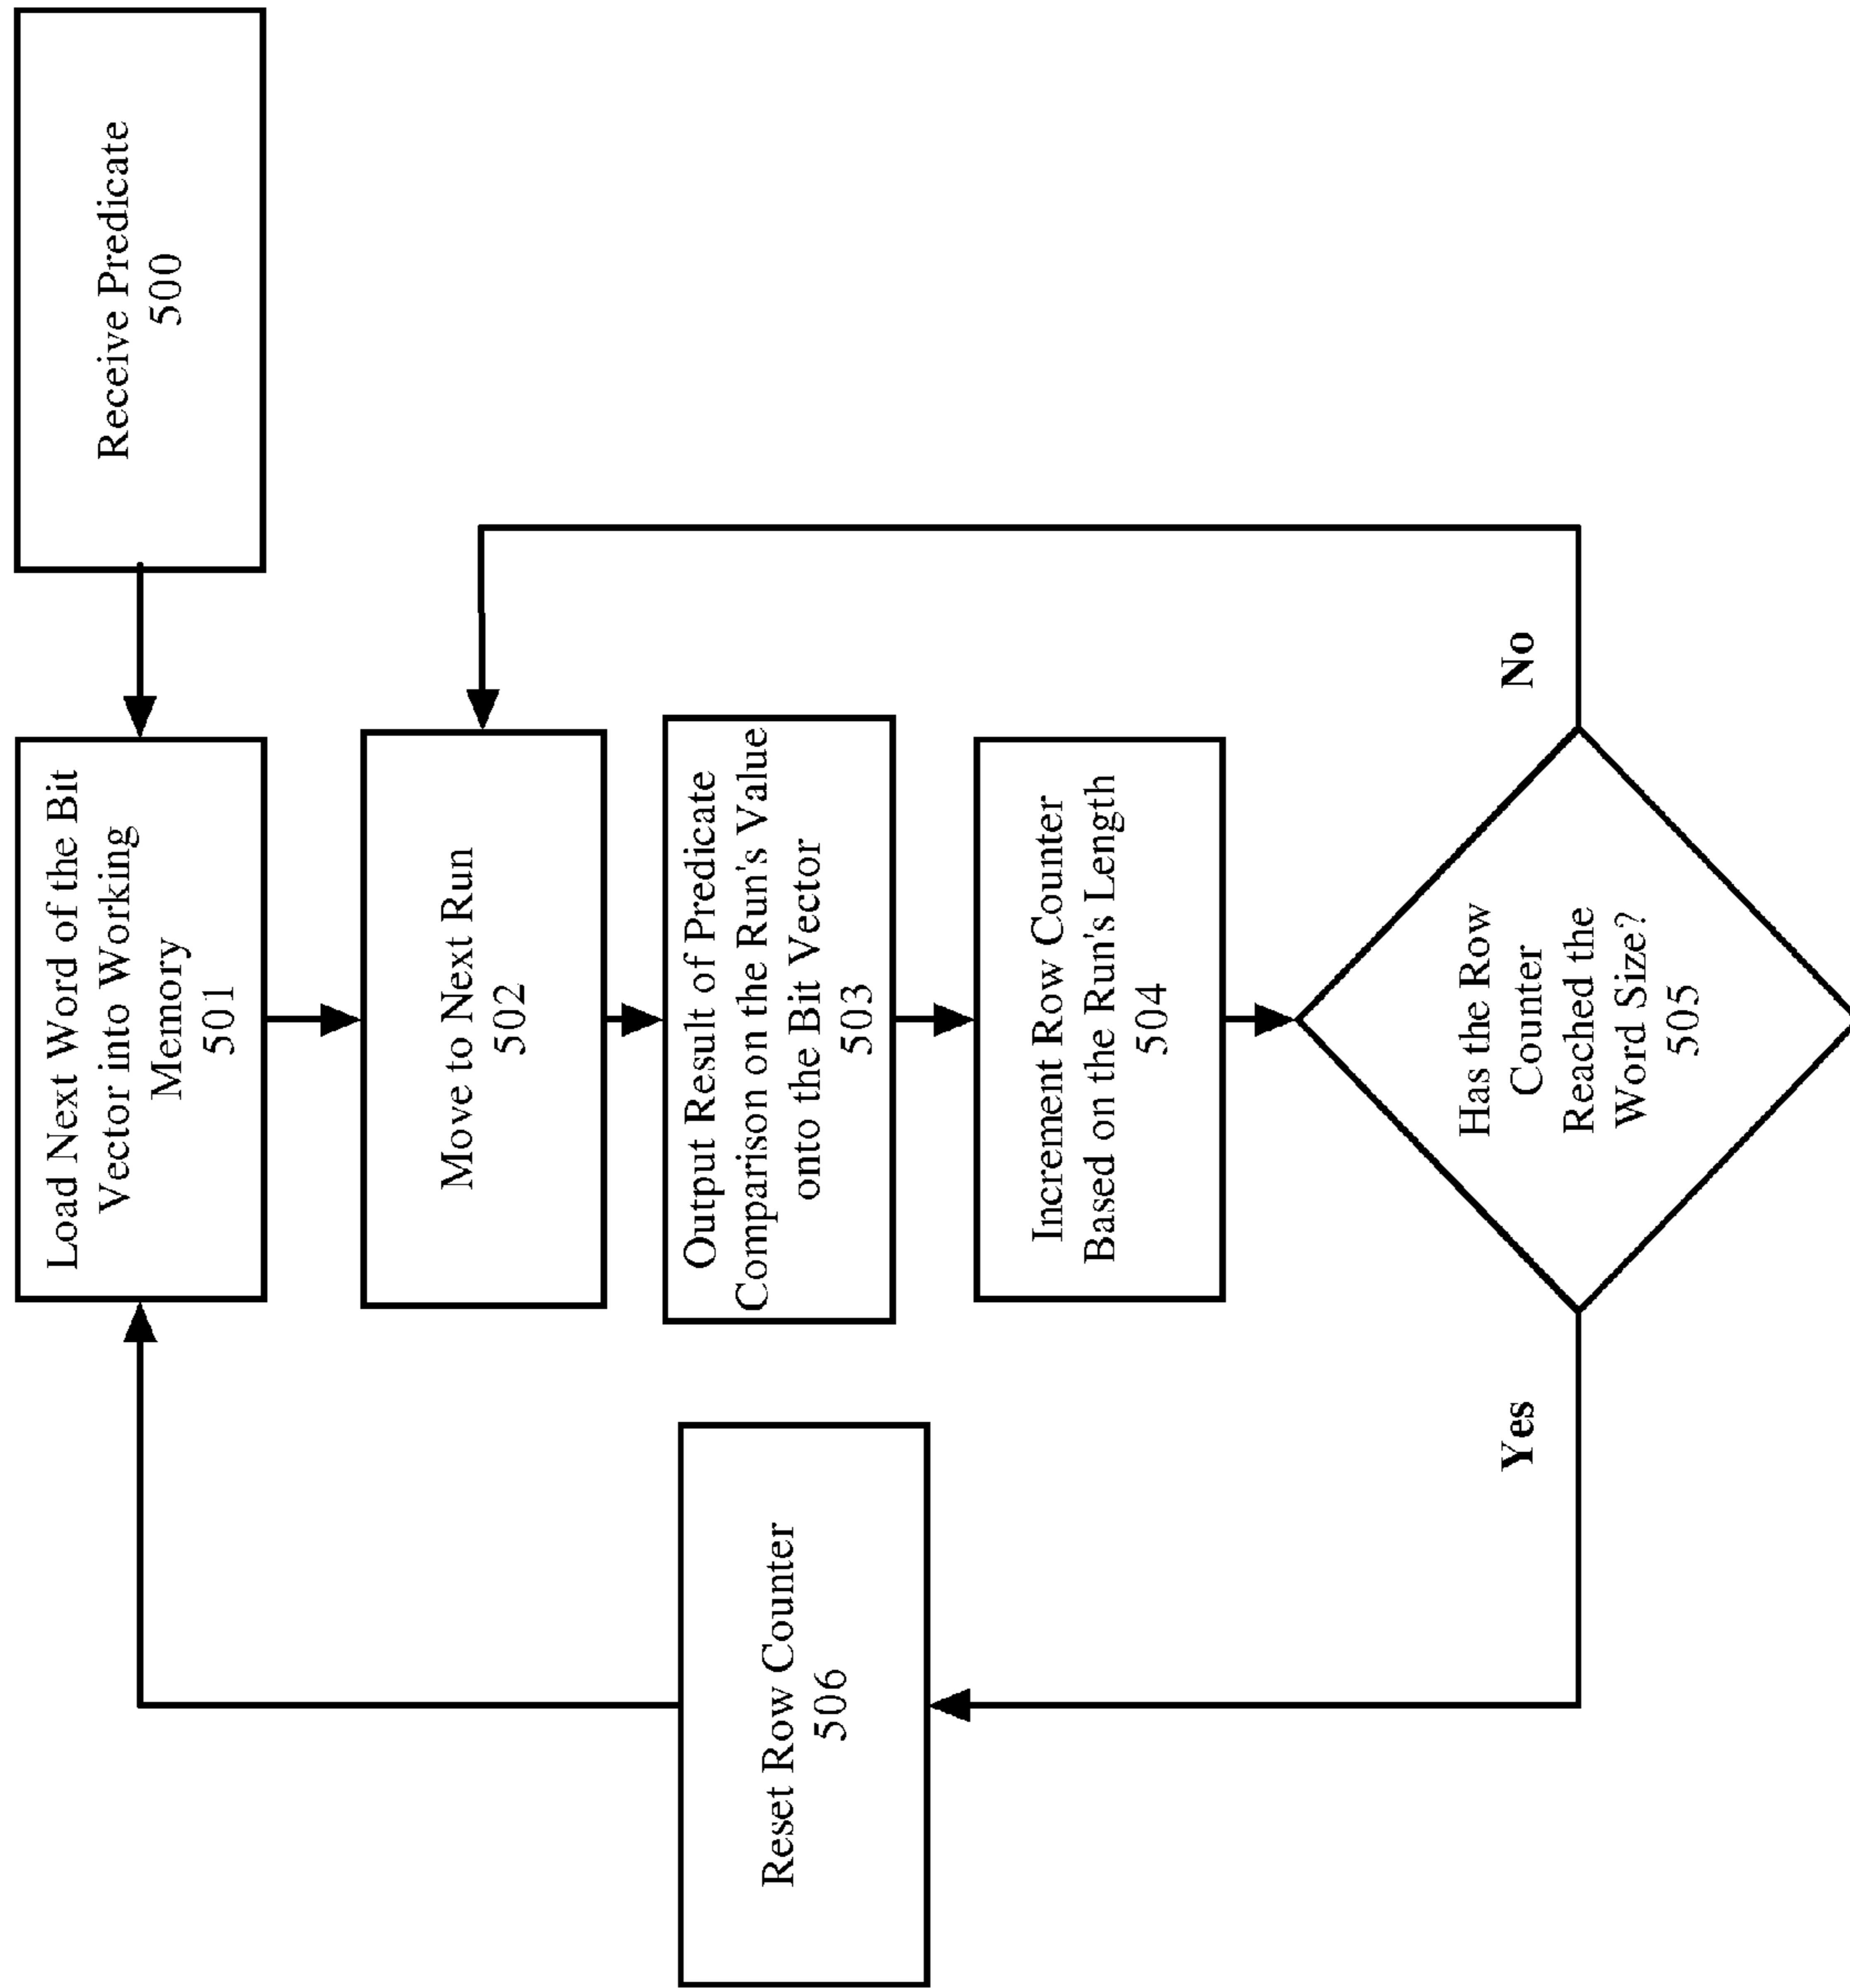 Receive Predicate
500
Load Next Word of the Bit
Vector into Working
Memory
501
Move to Next Run
502
Output Result of Predicate
Comparison on the Run's Value
onto the Bit Vector
503
Increment Row Counter
Based on the Run's Length
504
Has the Row
Counter
Reached the
Word Size?
505
No
Yes
Reset Row Counter
506